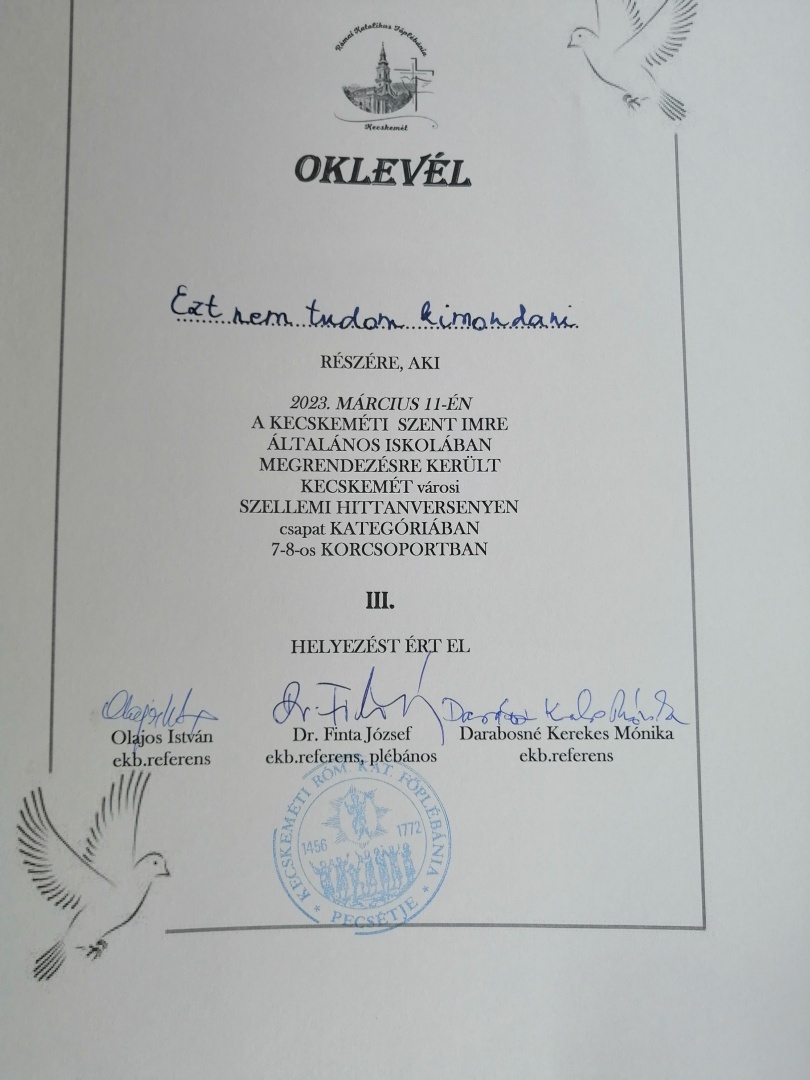 Római Katolikus Főplébánia
Kecskemét
OKLEVÉL
Ezt nem tudom kimondani
RÉSZÉRE, AKI
2023. MÁRCIUS 11-ÉN
A KECSKEMÉTI SZENT IMRE
ÁLTALÁNOS ISKOLÁBAN
MEGRENDEZÉSRE KERÜLT
KECSKEMÉT városi
SZELLEMI HITTANVERSENYEN
csapat KATEGÓRIÁBAN
7-8-os KORCSOPORTBAN
III.
HELYEZÉST ÉRT EL
Dr. Finta
Olajos István Dr. Finta József Darabosné Kerekes Mónika
ekb.referens ekb.referens, plébános ekb.referens
KECSKEMÉTI RÓM. KAT. FŐPLÉBÁNIA
1456 1772
* PECSÉTJE *